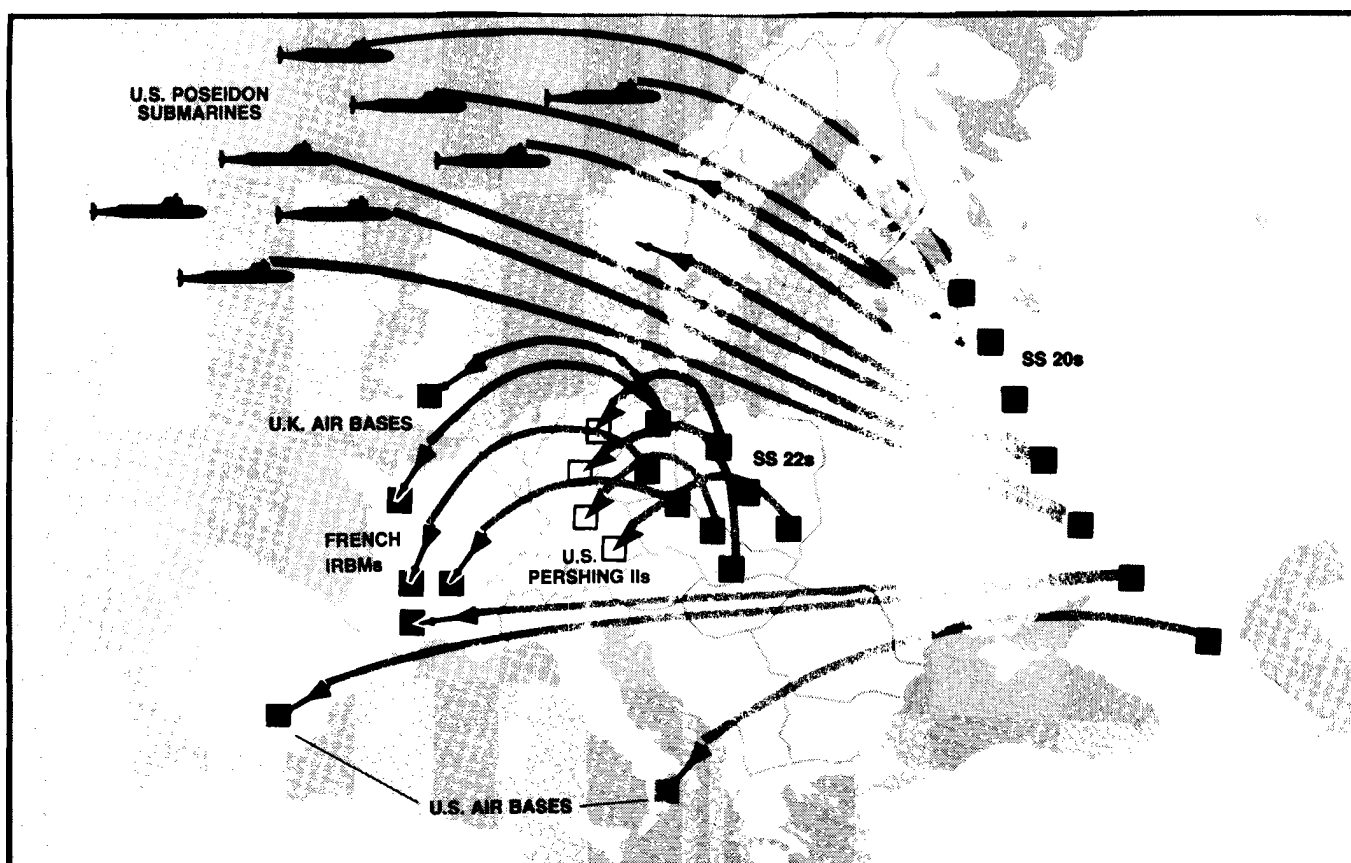 U.S. POSEIDON
SUBMARINES
SS 20s
U.K. AIR BASES
SS 22s
FRENCH
IRBMs
U.S.
PERSHING IIs
U.S. AIR BASES